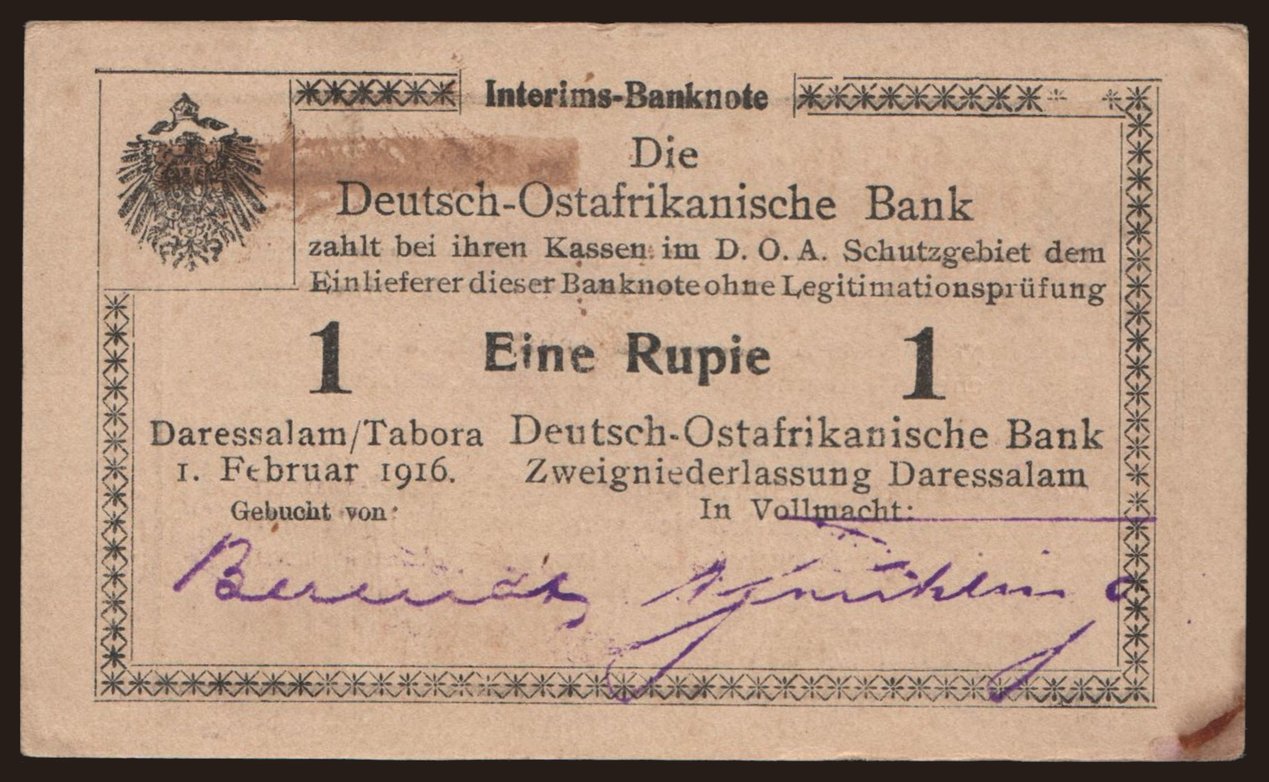 Interims-Banknote
Die
Deutsch-Ostafrikanische Bank
zahlt bei ihren Kassen im D. O. A. Schutzgebiet dem
Einlieferer dieser Banknote ohne Legitimationsprüfung
1 Eine Rupie 1
Daressalam/Tabora Deutsch-Ostafrikanische Bank
1. Februar 1916. Zweigniederlassung Daressalam
Gebucht von: In Vollmacht: